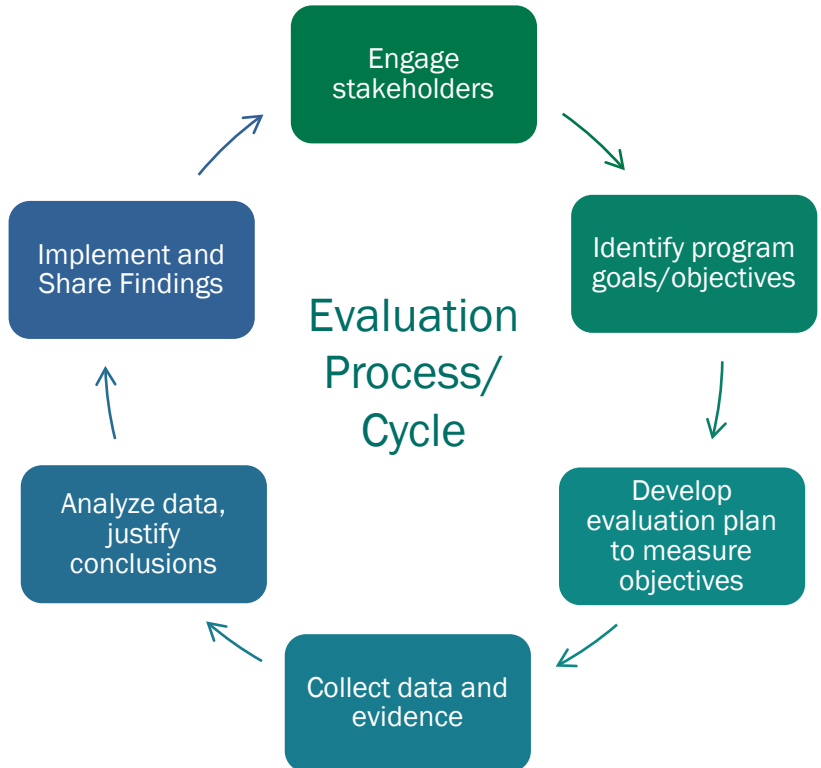 Engage
stakeholders
Identify program
goals/objectives
Develop
evaluation plan
to measure
objectives
Collect data and
evidence
Analyze data,
justify
conclusions
Implement and
Share Findings
Evaluation
Process/
Cycle